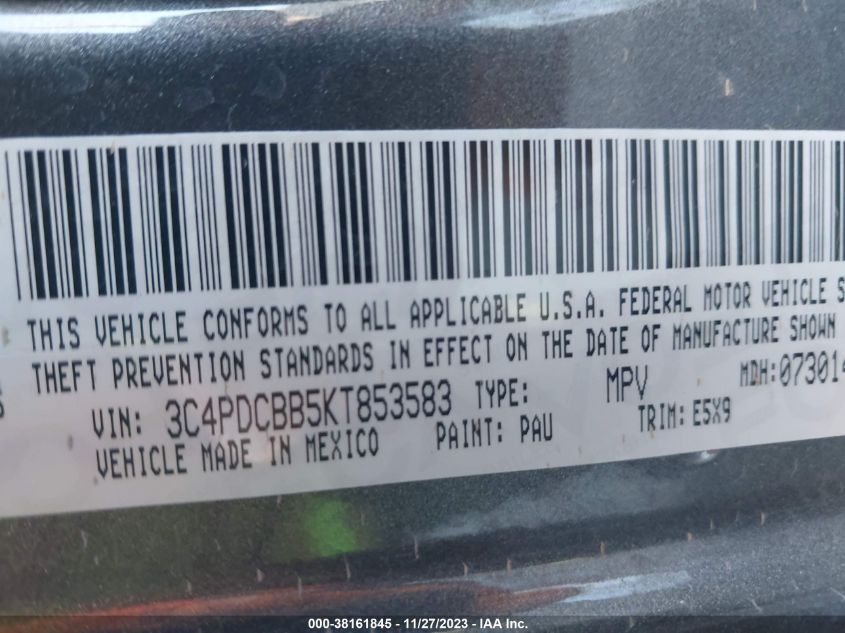 THIS VEHICLE CONFORMS TO ALL APPLICABLE U.S.A. FEDERAL MOTOR VEHICLE S
THEFT PREVENTION STANDARDS IN EFFECT ON THE DATE OF MANUFACTURE SHOWN
VIN: 3C4PDCBB5KT853583 TYPE: MPV MDH:073014
VEHICLE MADE IN MEXICO PAINT: PAU TRIM: E5X9
000-38161845 | 11/27/2023 | IAA Inc.